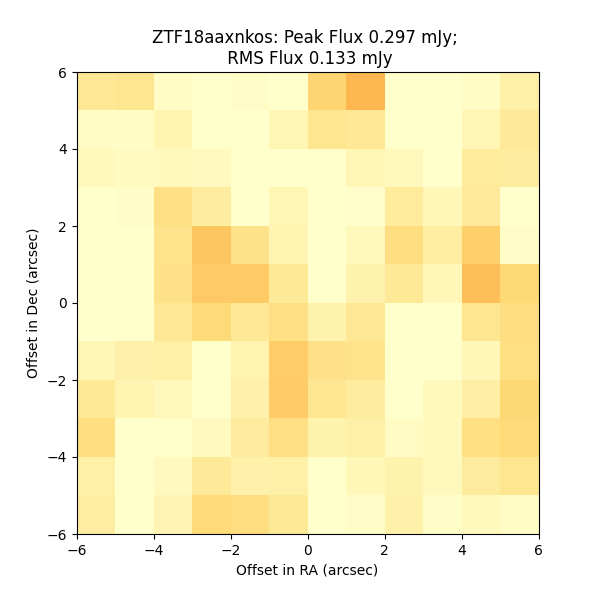 ZTF18aaxnkos: Peak Flux 0.297 mJy;
RMS Flux 0.133 mJy
6
4
2
0
−2
−4
−6
Offset in Dec (arcsec)
−6 −4 −2 0 2 4 6
Offset in RA (arcsec)